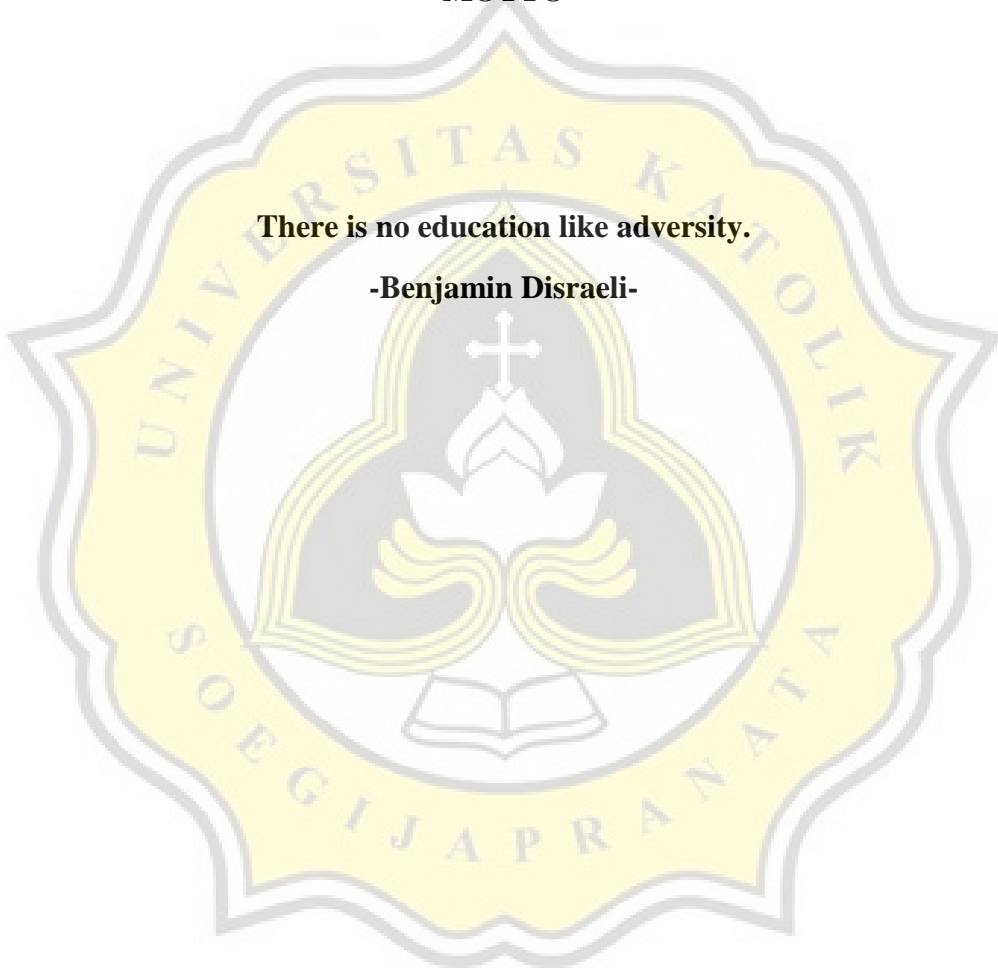 MOTTO
UNIVERSITAS KATOLIK
There is no education like adversity.
-Benjamin Disraeli-
SOEGIJAPRANATA